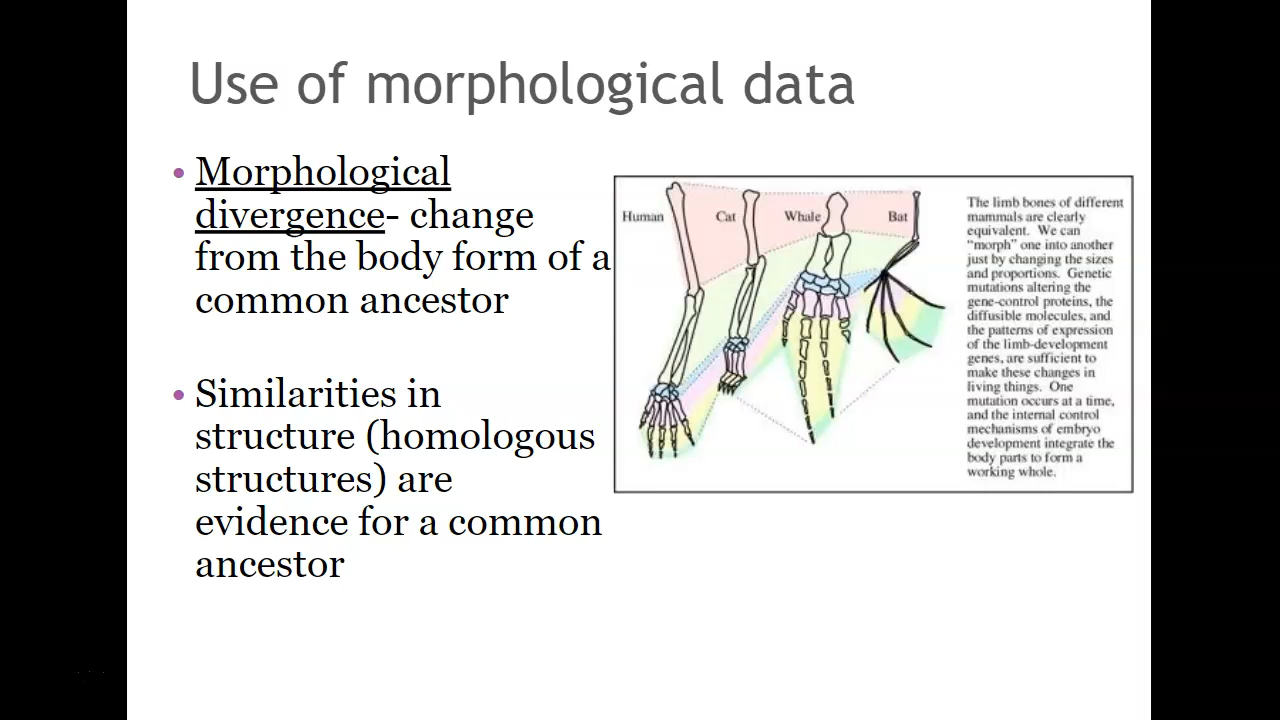 Use of morphological data
• Morphological
divergence- change
from the body form of a
common ancestor
• Similarities in
structure (homologous
structures) are
evidence for a common
ancestor
Human
Cat
Whale
Bat
The limb bones of different
mammals are clearly
equivalent. We can
"morph" one into another
just by changing the sizes
and proportions. Genetic
mutations altering the
gene-control proteins, the
diffusible molecules, and
the patterns of expression
of the limb-development
genes, are sufficient to
make these changes in
living things. One
mutation occurs at a time,
and the internal control
mechanisms of embryo
development integrate the
body parts to form a
working whole.